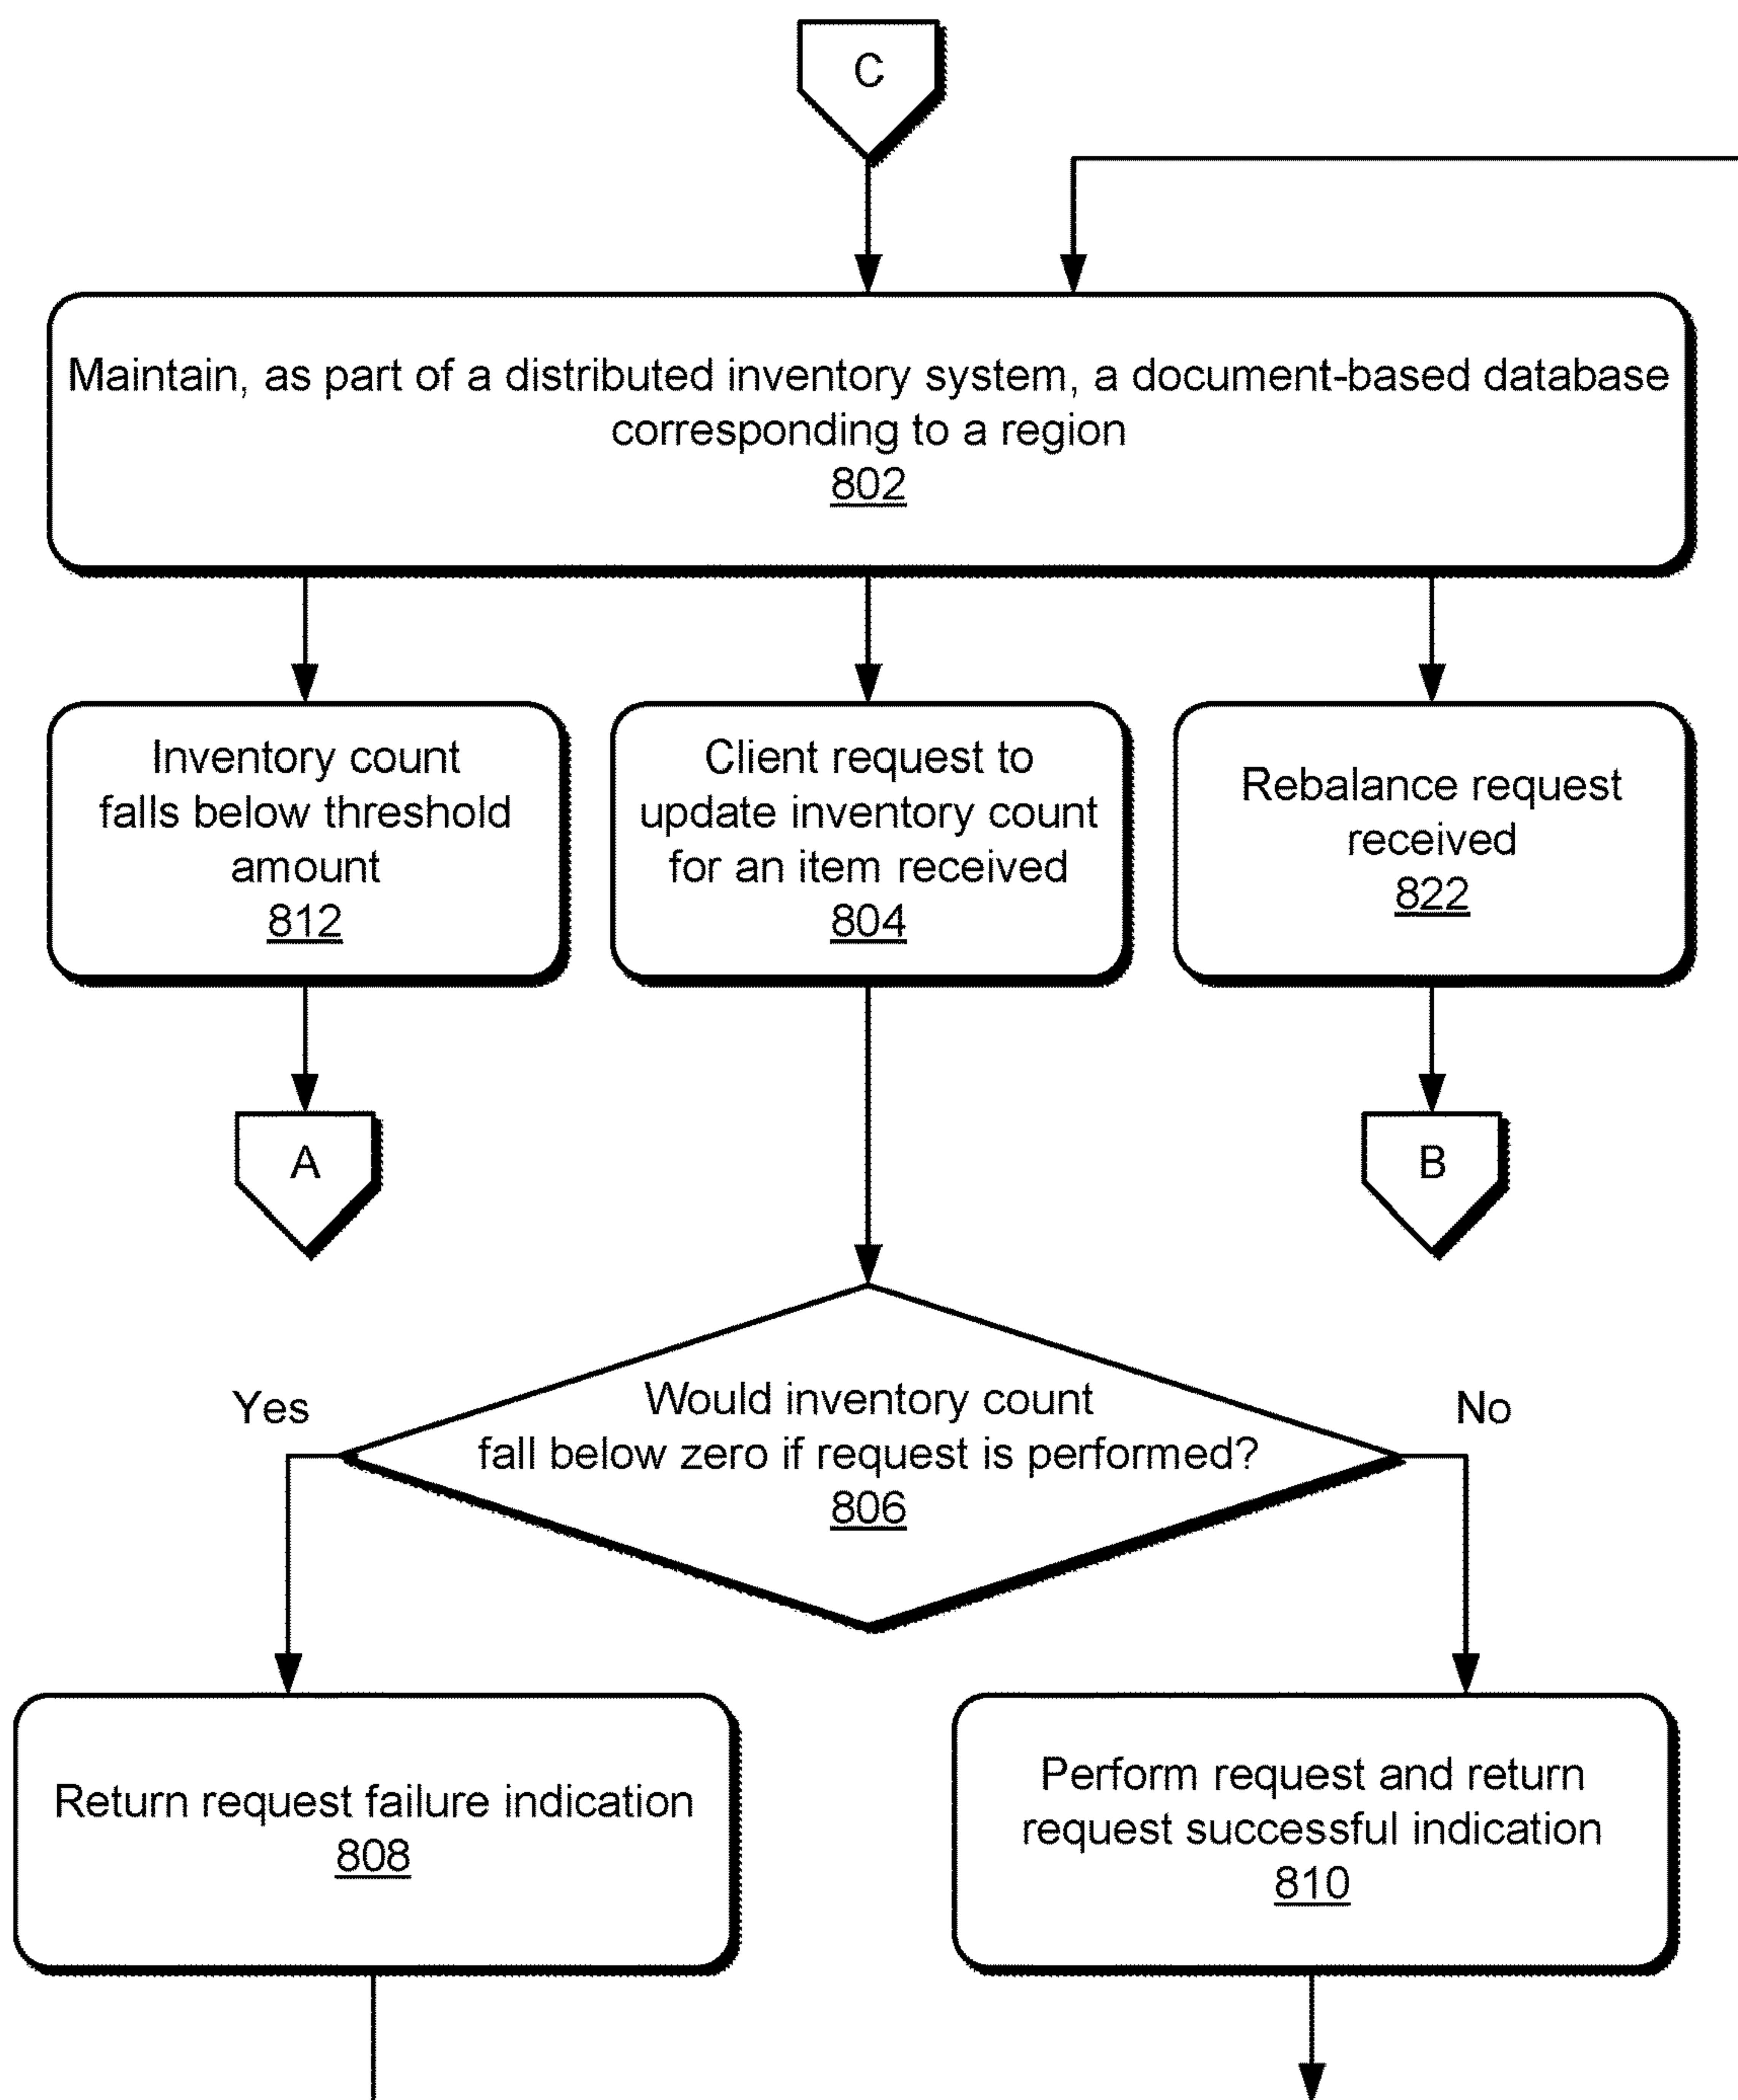 C
Maintain, as part of a distributed inventory system, a document-based database
corresponding to a region
802
Inventory count
falls below threshold
amount
812
Client request to
update inventory count
for an item received
804
Rebalance request
received
822
A
B
Yes
Would inventory count
fall below zero if request is performed?
806
No
Return request failure indication
808
Perform request and return
request successful indication
810